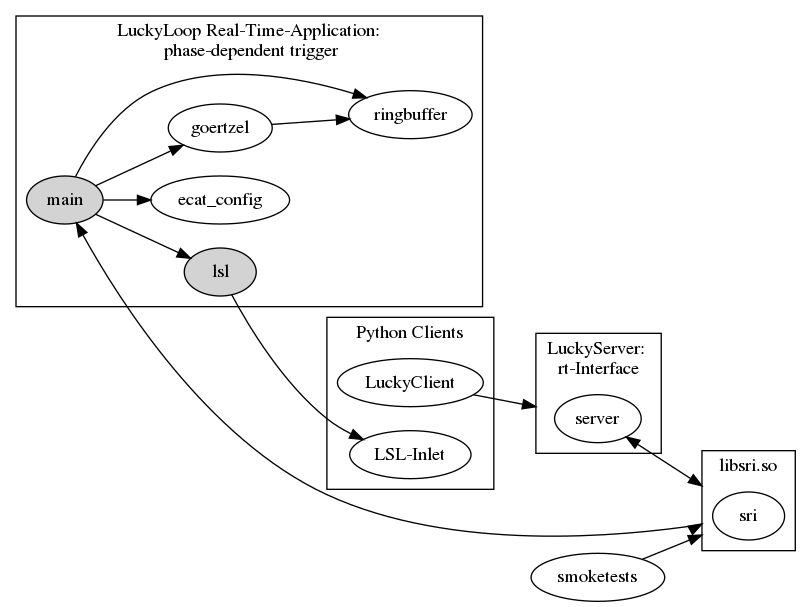 LuckyLoop Real-Time-Application:
phase-dependent trigger
ringbuffer
goertzel
main
ecat_config
lsl
Python Clients
LuckyClient
LSL-Inlet
LuckyServer:
rt-Interface
server
libsri.so
sri
smoketests